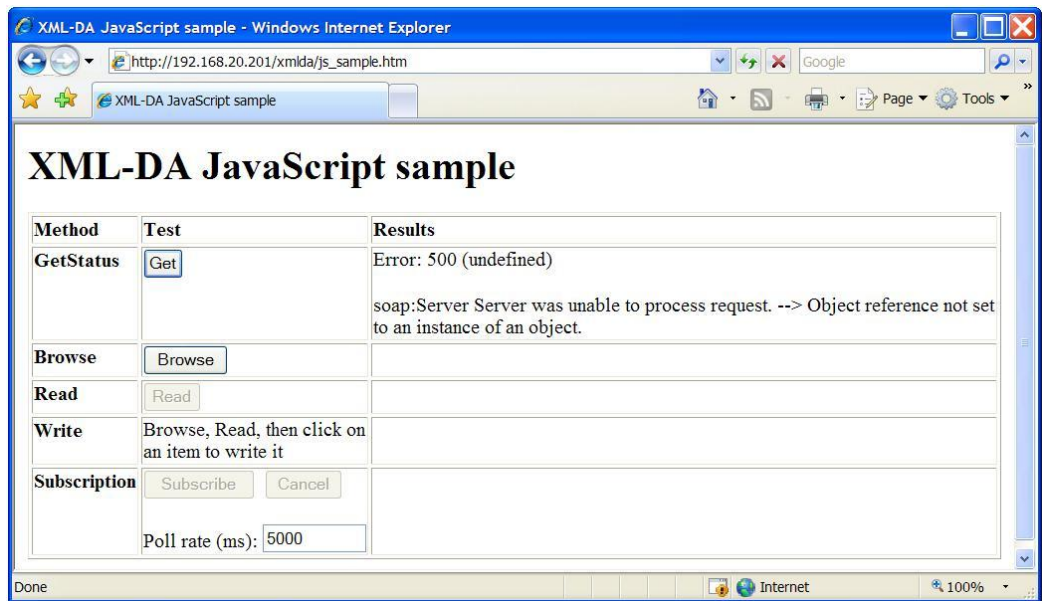 XML-DA JavaScript sample - Windows Internet Explorer
http://192.168.20.201/xmlda/js_sample.htm
Google
XML-DA JavaScript sample
Page
Tools
»
XML-DA JavaScript sample
Method Test Results
GetStatus Get Error: 500 (undefined)
soap:Server Server was unable to process request. --> Object reference not set
to an instance of an object.
Browse Browse
Read Read
Write Browse, Read, then click on
an item to write it
Subscription Subscribe Cancel
Poll rate (ms): 5000
Done Internet 100%